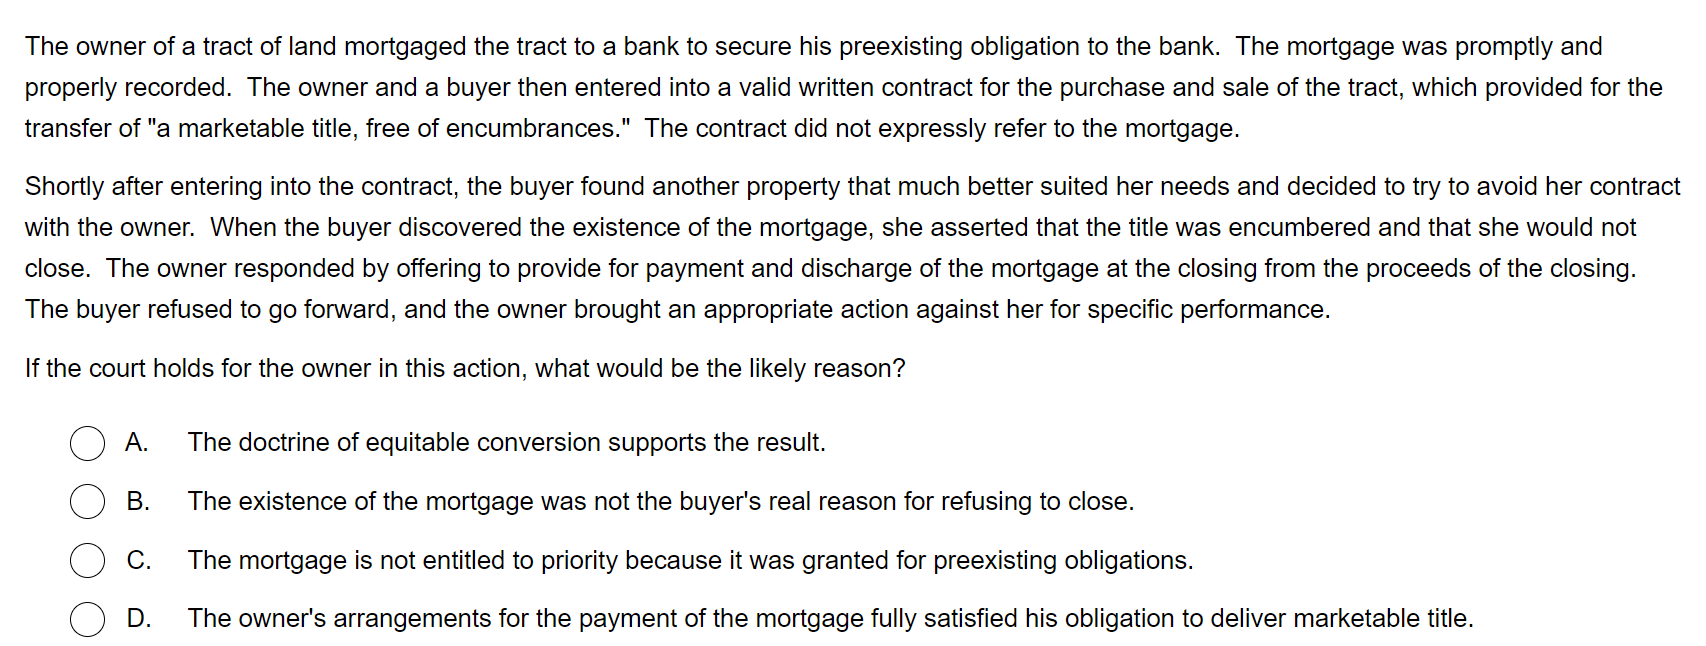 The owner of a tract of land mortgaged the tract to a bank to secure his preexisting obligation to the bank.  The mortgage was promptly and
properly recorded.  The owner and a buyer then entered into a valid written contract for the purchase and sale of the tract, which provided for the
transfer of "a marketable title, free of encumbrances."  The contract did not expressly refer to the mortgage.
Shortly after entering into the contract, the buyer found another property that much better suited her needs and decided to try to avoid her contract
with the owner.  When the buyer discovered the existence of the mortgage, she asserted that the title was encumbered and that she would not
close.  The owner responded by offering to provide for payment and discharge of the mortgage at the closing from the proceeds of the closing.
The buyer refused to go forward, and the owner brought an appropriate action against her for specific performance.
If the court holds for the owner in this action, what would be the likely reason?
A. The doctrine of equitable conversion supports the result.
B. The existence of the mortgage was not the buyer's real reason for refusing to close.
C. The mortgage is not entitled to priority because it was granted for preexisting obligations.
D. The owner's arrangements for the payment of the mortgage fully satisfied his obligation to deliver marketable title.